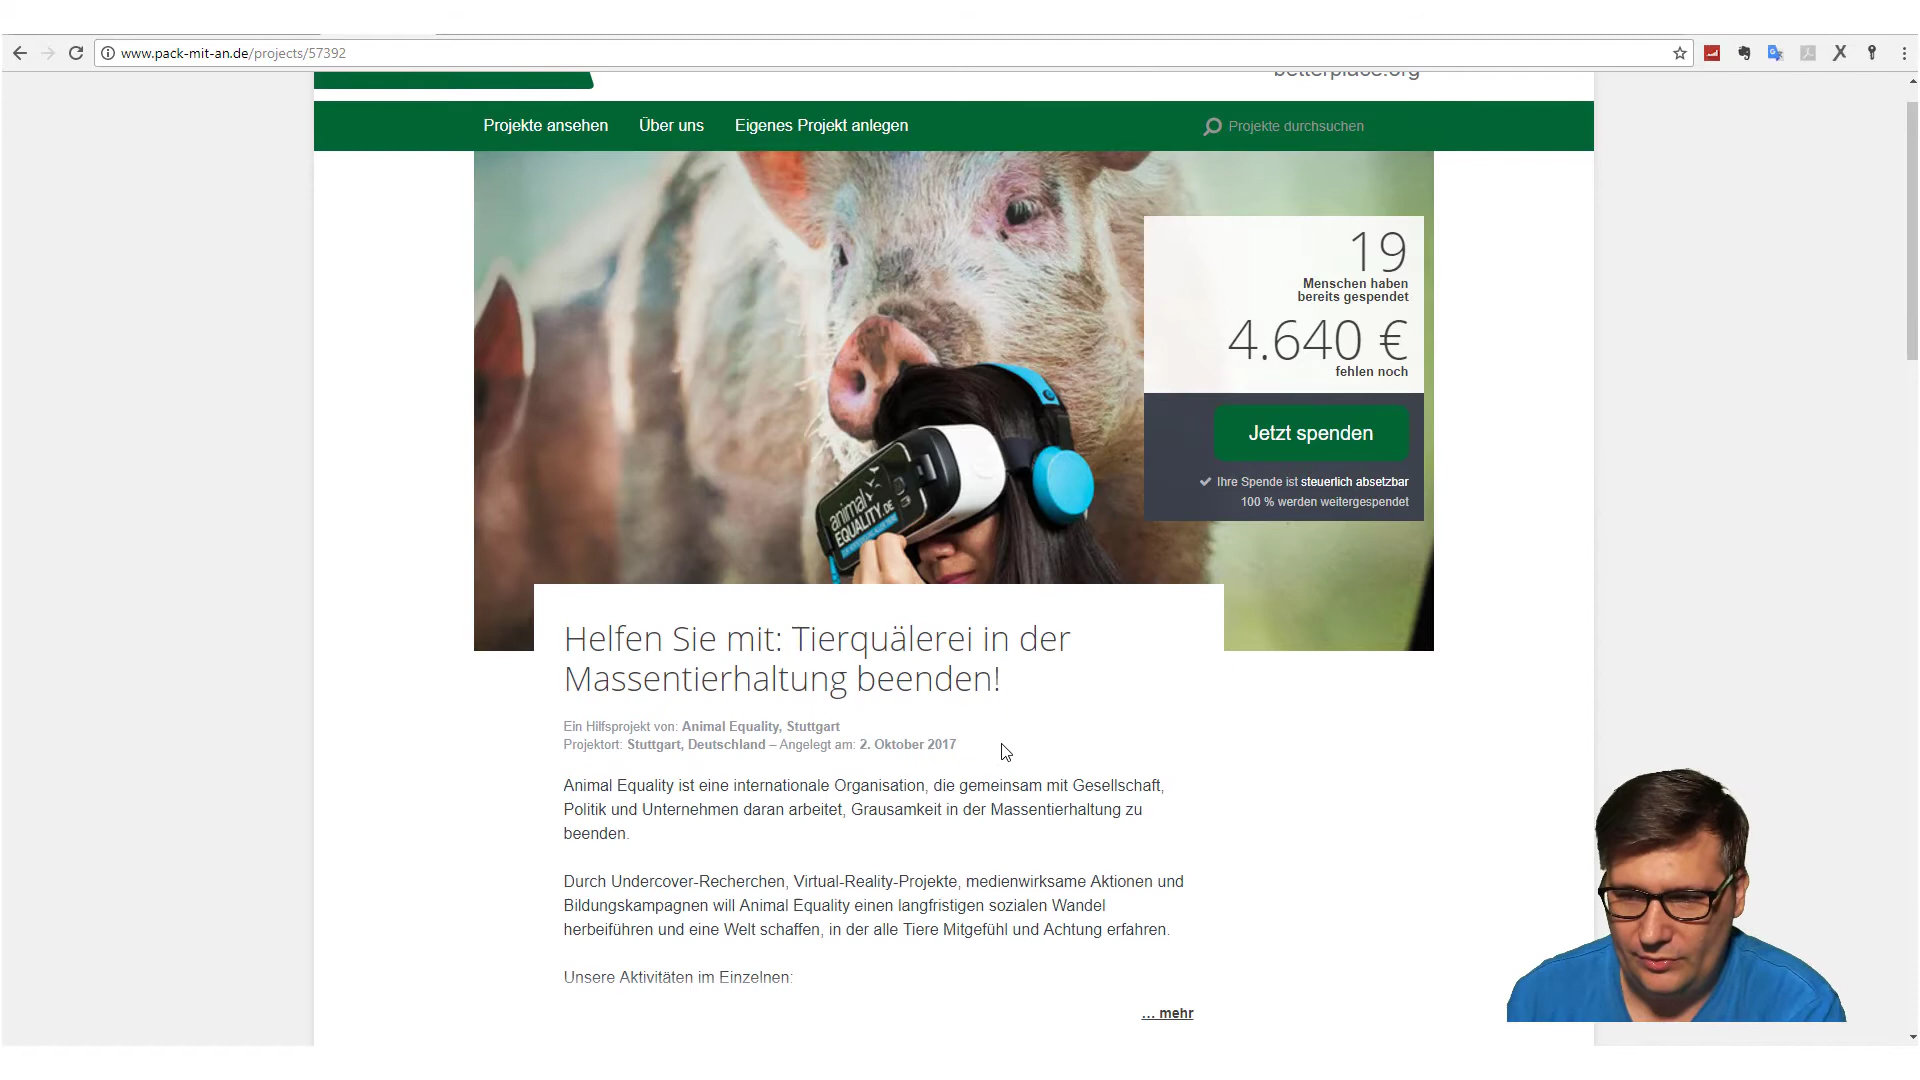 www.pack-mit-an.de/projects/57392
betterplace.org
Projekte ansehen
Über uns
Eigenes Projekt anlegen
Projekte durchsuchen
19
Menschen haben
bereits gespendet
4.640 €
fehlen noch
Jetzt spenden
Ihre Spende ist steuerlich absetzbar
100 % werden weitergespendet
animal
EQUALITY.DE
Helfen Sie mit: Tierquälerei in der
Massentierhaltung beenden!
Ein Hilfsprojekt von: Animal Equality, Stuttgart
Projektort: Stuttgart, Deutschland – Angelegt am: 2. Oktober 2017
Animal Equality ist eine internationale Organisation, die gemeinsam mit Gesellschaft,
Politik und Unternehmen daran arbeitet, Grausamkeit in der Massentierhaltung zu
beenden.
Durch Undercover-Recherchen, Virtual-Reality-Projekte, medienwirksame Aktionen und
Bildungskampagnen will Animal Equality einen langfristigen sozialen Wandel
herbeiführen und eine Welt schaffen, in der alle Tiere Mitgefühl und Achtung erfahren.
Unsere Aktivitäten im Einzelnen:
... mehr